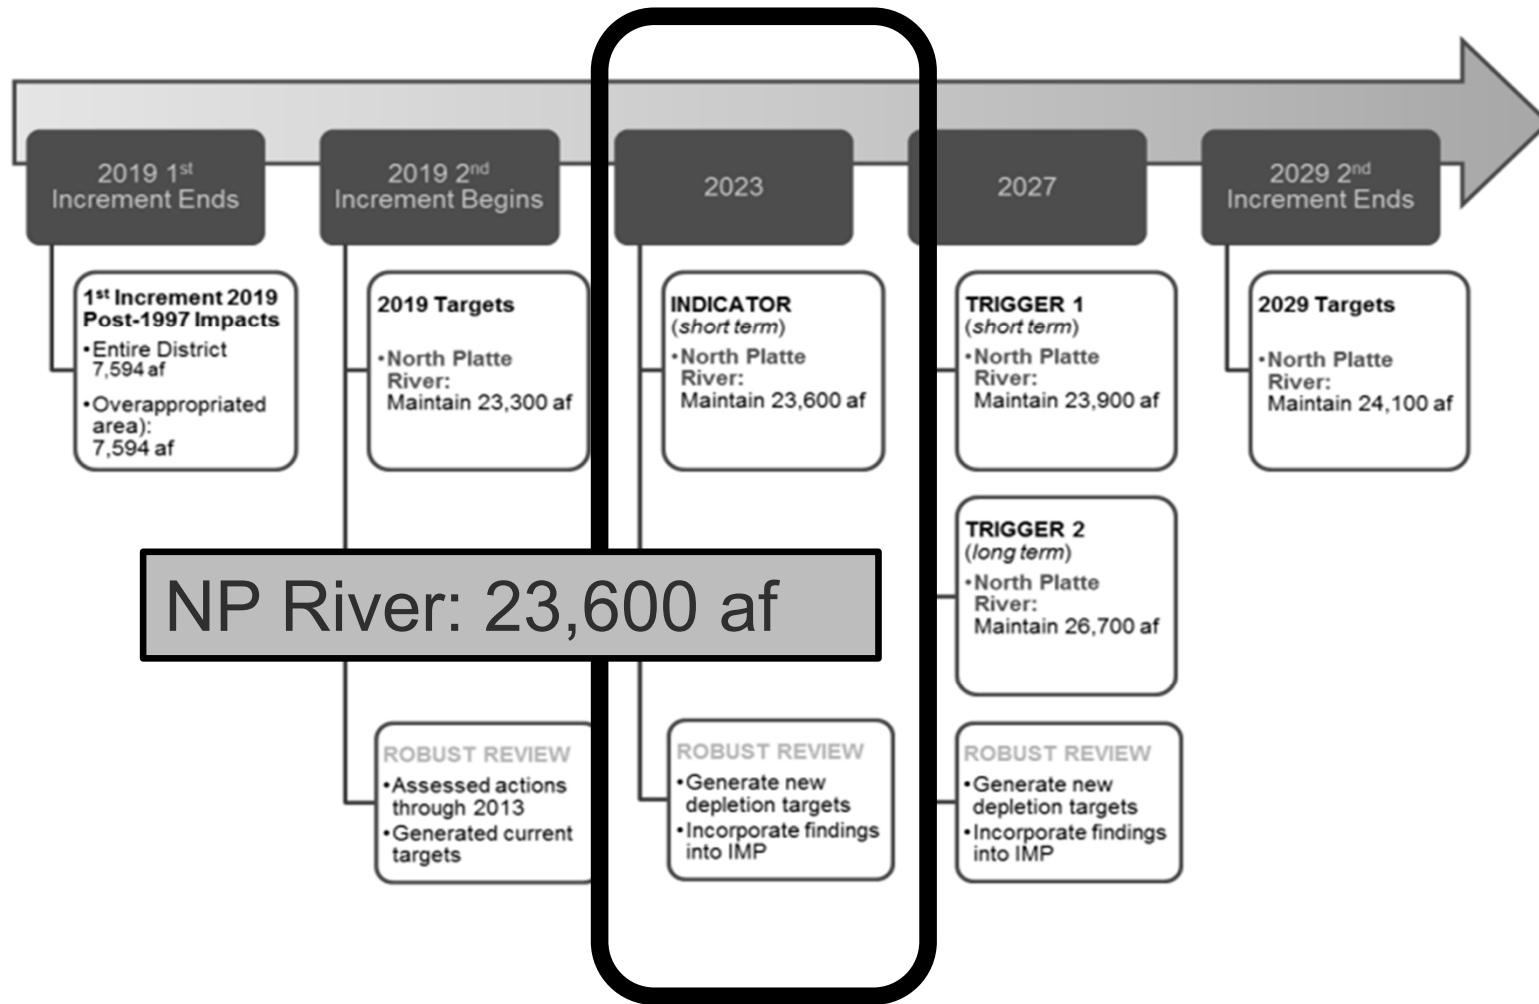 2019 1st
Increment Ends
1st Increment 2019
Post-1997 Impacts
•Entire District
7,594 af
•Overappropriated
area):
7,594 af
2019 2nd
Increment Begins
2019 Targets
•North Platte
River:
Maintain 23,300 af
ROBUST REVIEW
•Assessed actions
through 2013
•Generated current
targets
2023
INDICATOR
(short term)
•North Platte
River:
Maintain 23,600 af
NP River: 23,600 af
ROBUST REVIEW
•Generate new
depletion targets
•Incorporate findings
into IMP
2027
TRIGGER 1
(short term)
•North Platte
River:
Maintain 23,900 af
TRIGGER 2
(long term)
•North Platte
River:
Maintain 26,700 af
ROBUST REVIEW
•Generate new
depletion targets
•Incorporate findings
into IMP
2029 2nd
Increment Ends
2029 Targets
•North Platte
River:
Maintain 24,100 af